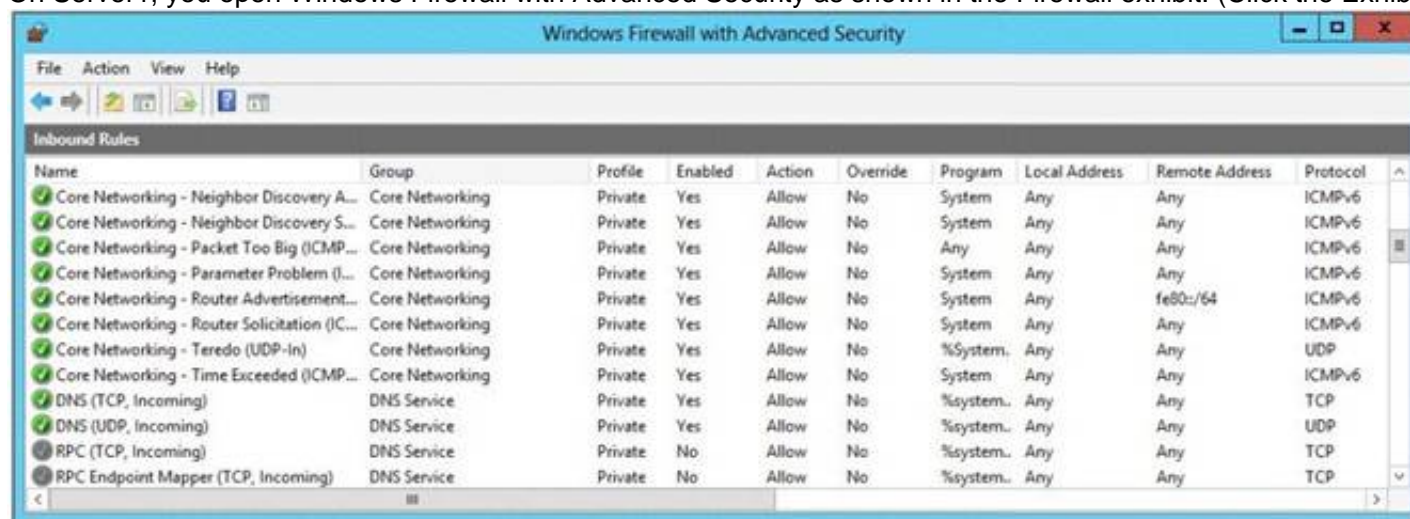 On Server1, you open Windows Firewall with Advanced Security as shown in the Firewall exhibit. (Click the Exhib
Windows Firewall with Advanced Security
File Action View Help
Inbound Rules
Name Group Profile Enabled Action Override Program Local Address Remote Address Protocol
Core Networking - Neighbor Discovery A... Core Networking Private Yes Allow No System Any Any ICMPv6
Core Networking - Neighbor Discovery S... Core Networking Private Yes Allow No System Any Any ICMPv6
Core Networking - Packet Too Big (ICMP... Core Networking Private Yes Allow No Any Any Any ICMPv6
Core Networking - Parameter Problem (I... Core Networking Private Yes Allow No System Any Any ICMPv6
Core Networking - Router Advertisement... Core Networking Private Yes Allow No System Any fe80::/64 ICMPv6
Core Networking - Router Solicitation (IC... Core Networking Private Yes Allow No System Any Any ICMPv6
Core Networking - Teredo (UDP-In) Core Networking Private Yes Allow No %System. Any Any UDP
Core Networking - Time Exceeded (ICMP... Core Networking Private Yes Allow No System Any Any ICMPv6
DNS (TCP, Incoming) DNS Service Private Yes Allow No %system.. Any Any TCP
DNS (UDP, Incoming) DNS Service Private Yes Allow No %system.. Any Any UDP
RPC (TCP, Incoming) DNS Service Private No Allow No %system.. Any Any TCP
RPC Endpoint Mapper (TCP, Incoming) DNS Service Private No Allow No %system.. Any Any TCP